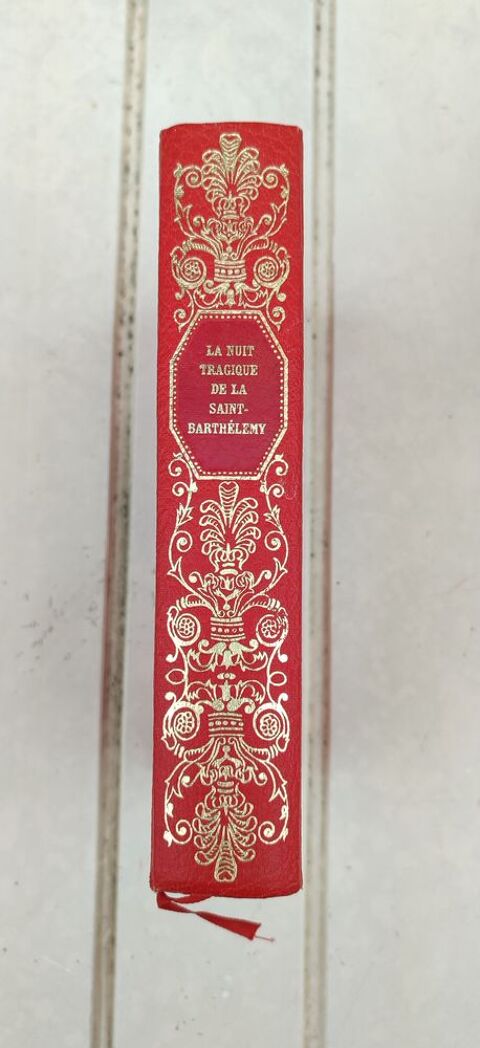 LA NUIT
TRAGIQUE
DE LA
SAINT-
BARTHÉLEMY